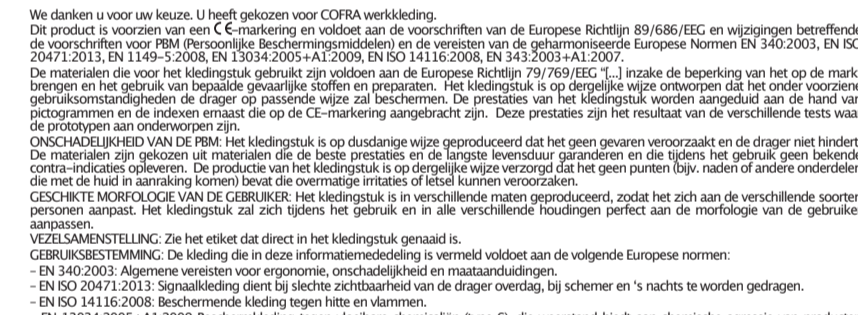 We danken u voor uw keuze. U heeft gekozen voor COFRA werkkleding.
Dit product is voorzien van een CE-markering en voldoet aan de voorschriften van de Europese Richtlijn 89/686/EEG en wijzigingen betreffende
de voorschriften voor PBM (Persoonlijke Beschermingsmiddelen) en de vereisten van de geharmoniseerde Europese Normen EN 340:2003, EN ISO
20471:2013, EN 1149-5:2008, EN 13034:2005+A1:2009, EN ISO 14116:2008, EN 343:2003+A1:2007.
De materialen die voor het kledingstuk gebruikt zijn voldoen aan de Europese Richtlijn 79/769/EEG "[...] inzake de beperking van het op de mark
brengen en het gebruik van bepaalde gevaarlijke stoffen en preparaten. Het kledingstuk is op dergelijke wijze ontworpen dat het onder voorziene
gebruiksomstandigheden de drager op passende wijze zal beschermen. De prestaties van het kledingstuk worden aangeduid aan de hand van
pictogrammen en de indexen ernaast die op de CE-markering aangebracht zijn. Deze prestaties zijn het resultaat van de verschillende tests waa
de prototypen aan onderworpen zijn.
ONSCHADELIJKHEID VAN DE PBM: Het kledingstuk is op dusdanige wijze geproduceerd dat het geen gevaren veroorzaakt en de drager niet hindert
De materialen zijn gekozen uit materialen die de beste prestaties en de langste levensduur garanderen en die tijdens het gebruik geen bekende
contra-indicaties opleveren. De productie van het kledingstuk is op dergelijke wijze verzorgd dat het geen punten (bijv. naden of andere onderdelen
die met de huid in aanraking komen) bevat die overmatige irritaties of letsel kunnen veroorzaken.
GESCHIKTE MORFOLOGIE VAN DE GEBRUIKER: Het kledingstuk is in verschillende maten geproduceerd, zodat het zich aan de verschillende soorten
personen aanpast. Het kledingstuk zal zich tijdens het gebruik en in alle verschillende houdingen perfect aan de morfologie van de gebruike
aanpassen.
VEZELSAMENSTELLING: Zie het etiket dat direct in het kledingstuk genaaid is.
GEBRUIKSBESTEMMING: De kleding die in deze informatiemededeling is vermeld voldoet aan de volgende Europese normen:
- EN 340:2003: Algemene vereisten voor ergonomie, onschadelijkheid en maataanduidingen.
- EN ISO 20471:2013: Signaalkleding dient bij slechte zichtbaarheid van de drager overdag, bij schemer en 's nachts te worden gedragen.
- EN ISO 14116:2008: Beschermende kleding tegen hitte en vlammen.